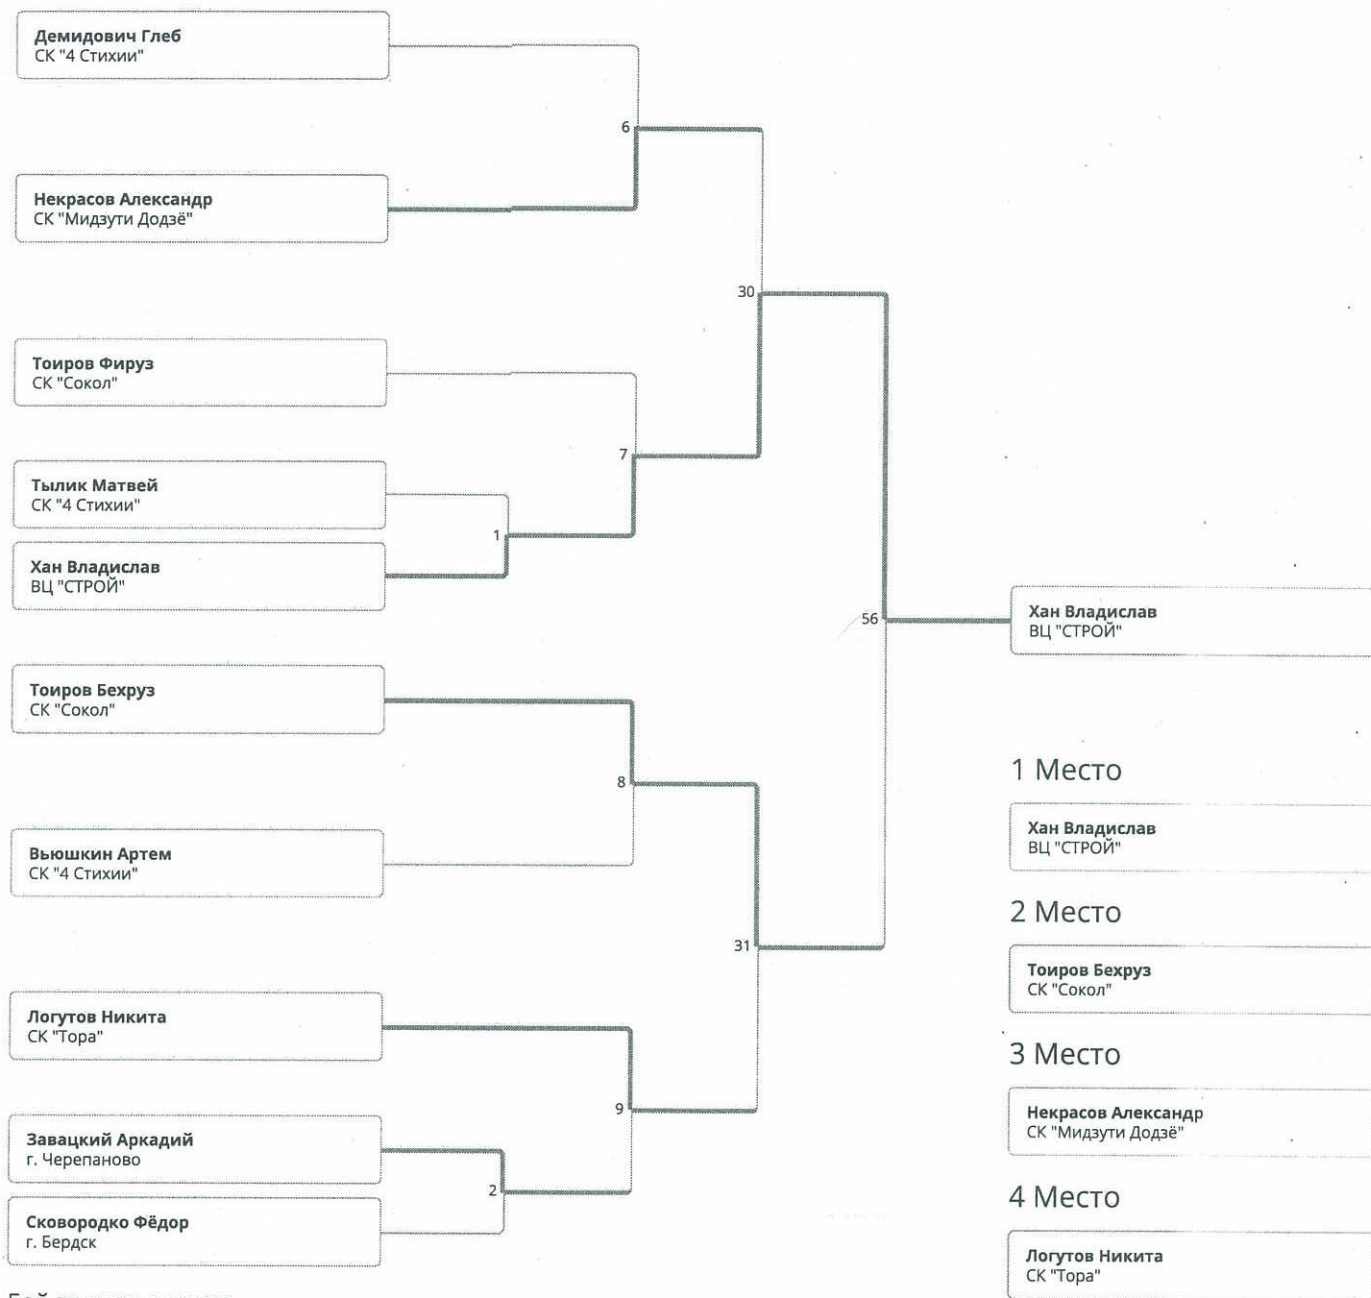 Демидович Глеб
СК "4 Стихии"
6
Некрасов Александр
СК "Мидзути Додзё"
30
Тоиров Фируз
СК "Сокол"
7
Тылик Матвей
СК "4 Стихии"
1
Хан Владислав
ВЦ "СТРОЙ"
56
Хан Владислав
ВЦ "СТРОЙ"
Тоиров Бехруз
СК "Сокол"
8
Вьюшкин Артем
СК "4 Стихии"
31
Логутов Никита
СК "Тора"
9
Завацкий Аркадий
г. Черепаново
2
Сковородко Фёдор
г. Бердск
1 Место
Хан Владислав
ВЦ "СТРОЙ"
2 Место
Тоиров Бехруз
СК "Сокол"
3 Место
Некрасов Александр
СК "Мидзути Додзё"
4 Место
Логутов Никита
СК "Тора"